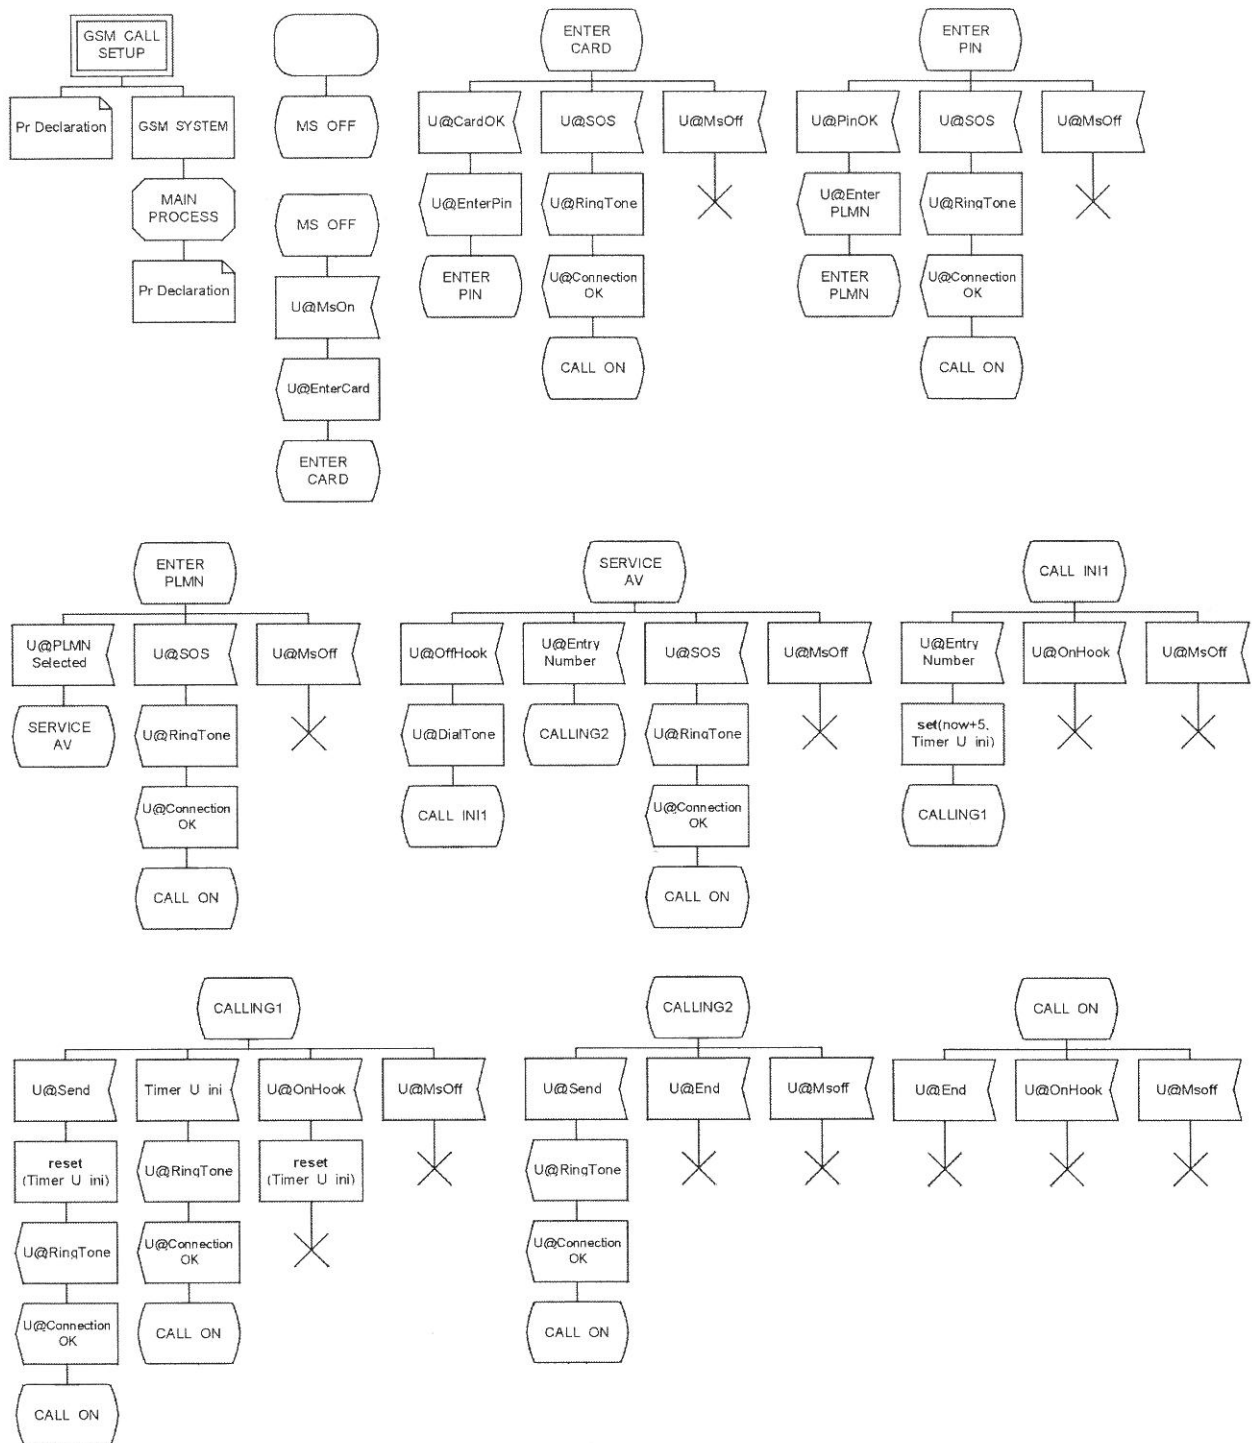 GSM CALL
SETUP
Pr Declaration
GSM SYSTEM
MAIN
PROCESS
Pr Declaration
MS OFF
MS OFF
U@MsOn
U@EnterCard
ENTER
CARD
ENTER
CARD
U@CardOK
U@SOS
U@MsOff
U@EnterPin
U@RingTone
ENTER
PIN
U@Connection
OK
CALL ON
ENTER
PIN
U@PinOK
U@SOS
U@MsOff
U@Enter
PLMN
U@RingTone
ENTER
PLMN
U@Connection
OK
CALL ON
ENTER
PLMN
U@PLMN
Selected
U@SOS
U@MsOff
SERVICE
AV
U@RingTone
U@Connection
OK
CALL ON
SERVICE
AV
U@OffHook
U@Entry
Number
U@SOS
U@MsOff
U@DialTone
CALLING2
U@RingTone
CALL INI1
U@Connection
OK
CALL ON
CALL INI1
U@Entry
Number
U@OnHook
U@MsOff
set(now+5,
Timer U ini)
CALLING1
CALLING1
U@Send
Timer U ini
U@OnHook
U@MsOff
reset
(Timer U ini)
U@RingTone
reset
(Timer U ini)
U@RingTone
U@Connection
OK
U@Connection
OK
CALL ON
CALL ON
CALLING2
U@Send
U@End
U@Msoff
U@RingTone
U@Connection
OK
CALL ON
CALL ON
U@End
U@OnHook
U@Msoff